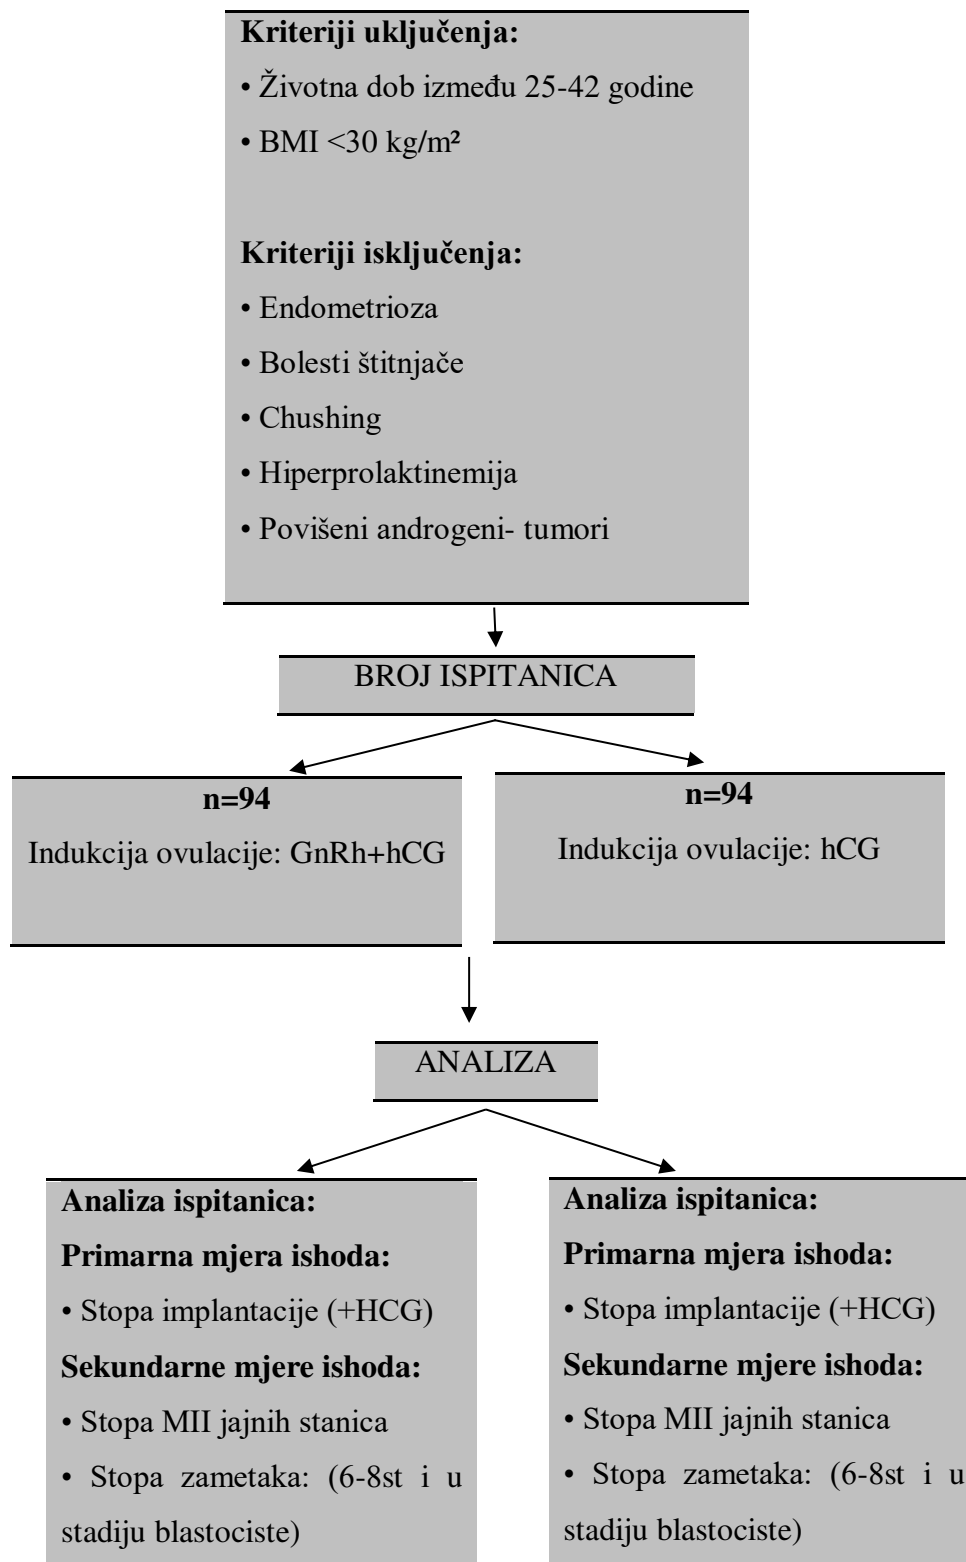 Kriteriji uključenja:
• Životna dob između 25-42 godine
• BMI <30 kg/m²
Kriteriji isključenja:
• Endometrioza
• Bolesti štitnjače
• Chushing
• Hiperprolaktinemija
• Povišeni androgeni- tumori
BROJ ISPITANICA
n=94
Indukcija ovulacije: GnRh+hCG
n=94
Indukcija ovulacije: hCG
ANALIZA
Analiza ispitanica:
Primarna mjera ishoda:
• Stopa implantacije (+HCG)
Sekundarne mjere ishoda:
• Stopa MII jajnih stanica
• Stopa zametaka: (6-8st i u
stadiju blastociste)
Analiza ispitanica:
Primarna mjera ishoda:
• Stopa implantacije (+HCG)
Sekundarne mjere ishoda:
• Stopa MII jajnih stanica
• Stopa zametaka: (6-8st i u
stadiju blastociste)